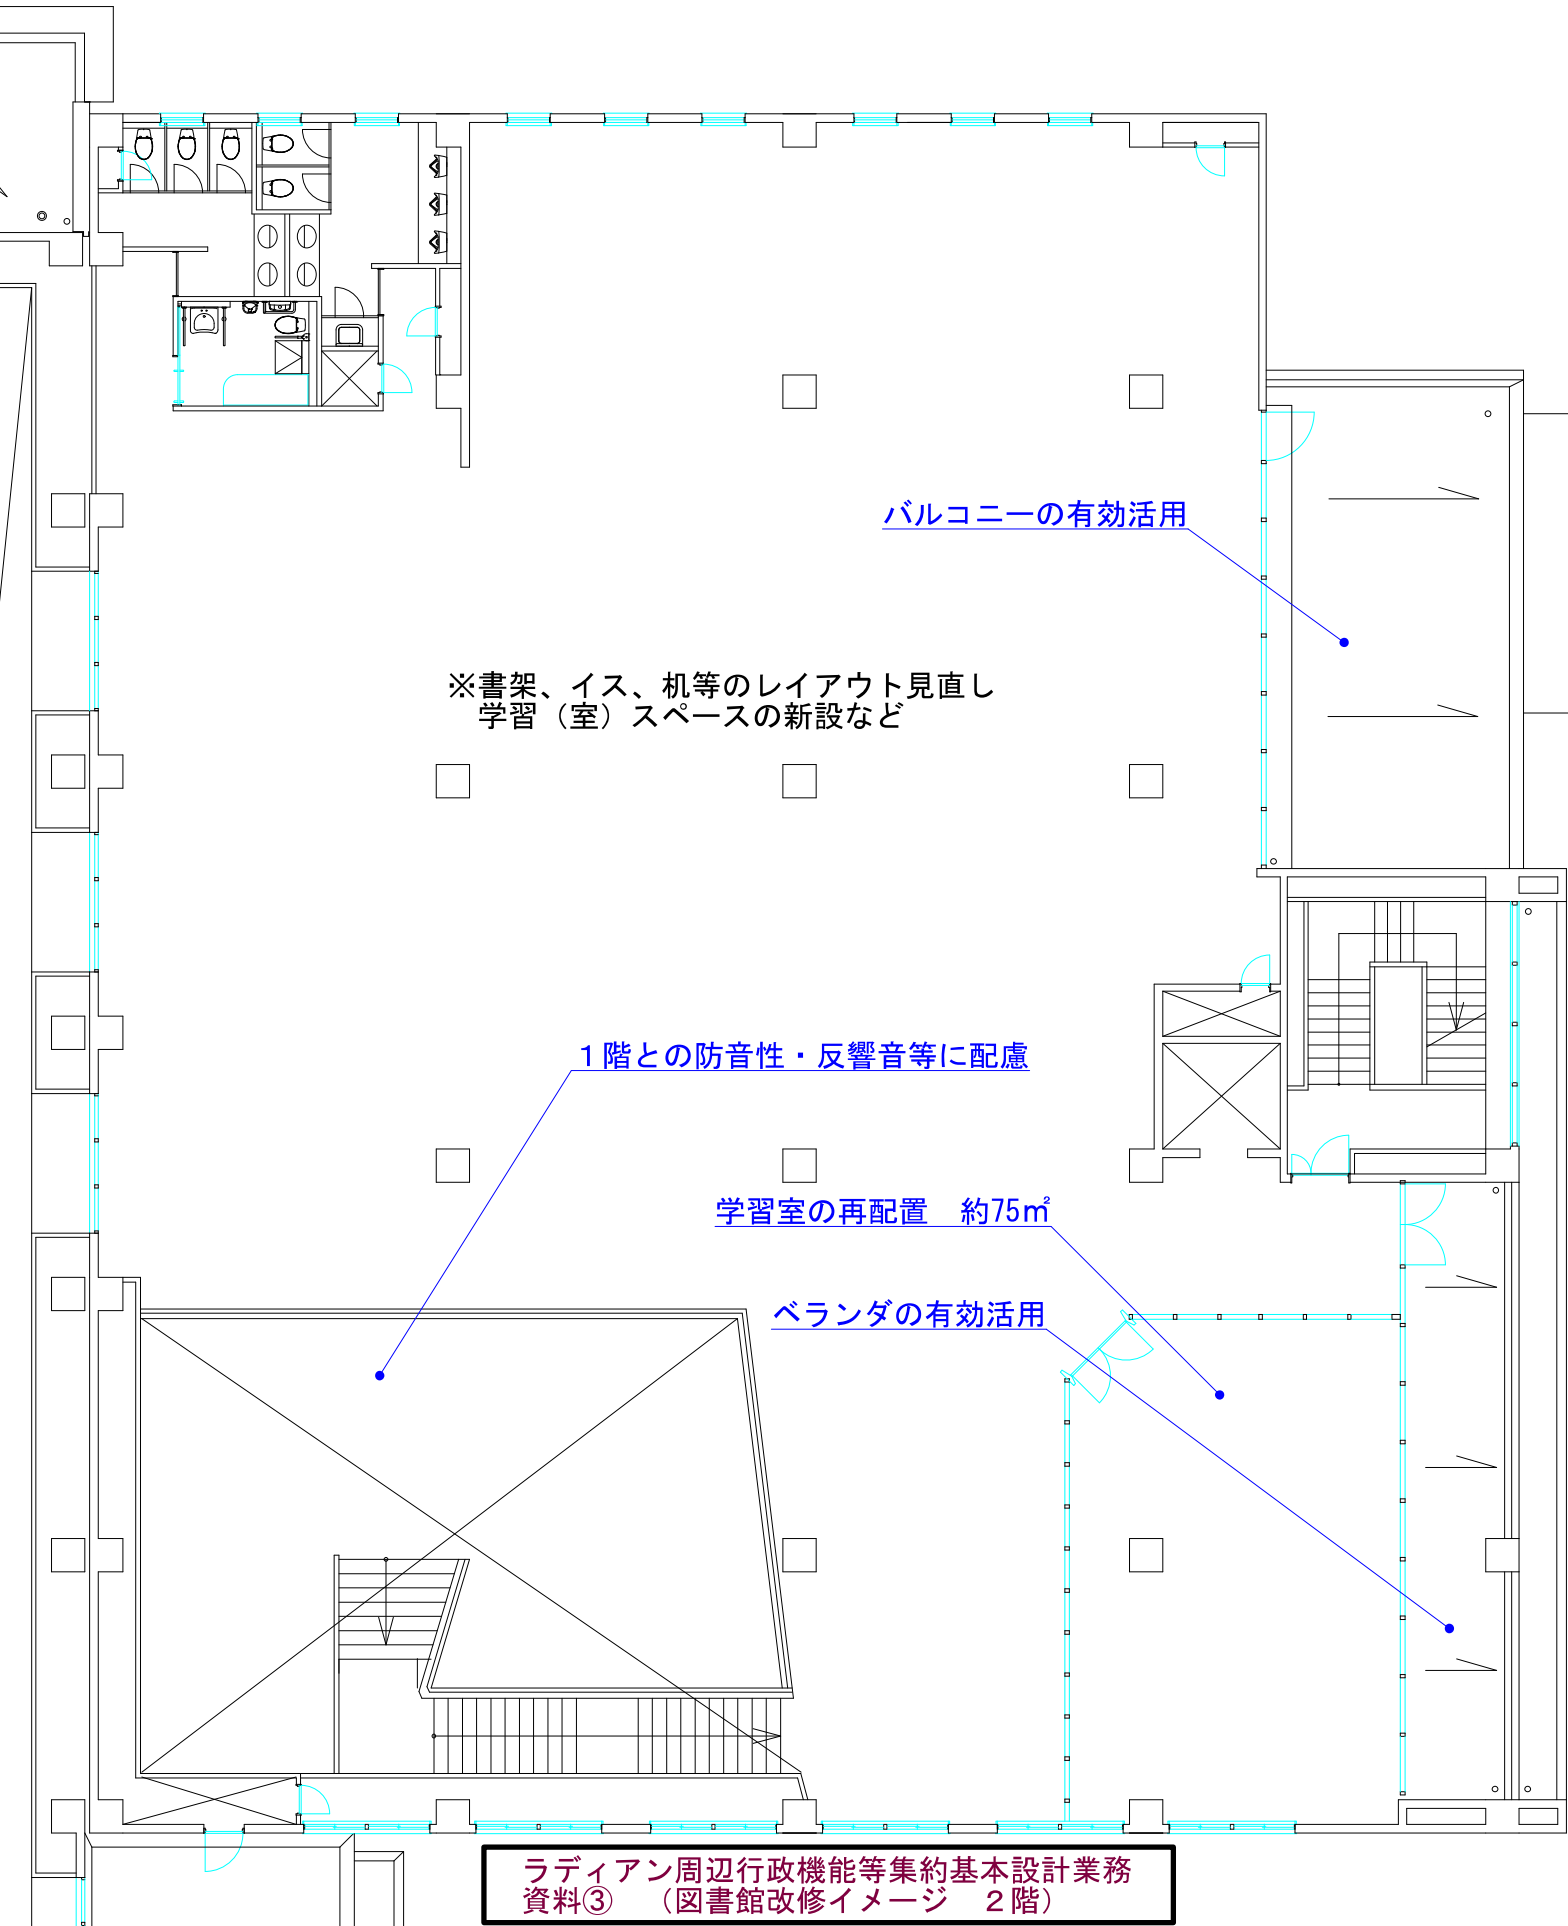 バルコニーの有効活用
※書架、イス、机等のレイアウト見直し
学習（室）スペースの新設など
１階との防音性・反響音等に配慮
学習室の再配置　約75㎡
ベランダの有効活用
ラディアン周辺行政機能等集約基本設計業務
資料③　（図書館改修イメージ　２階）